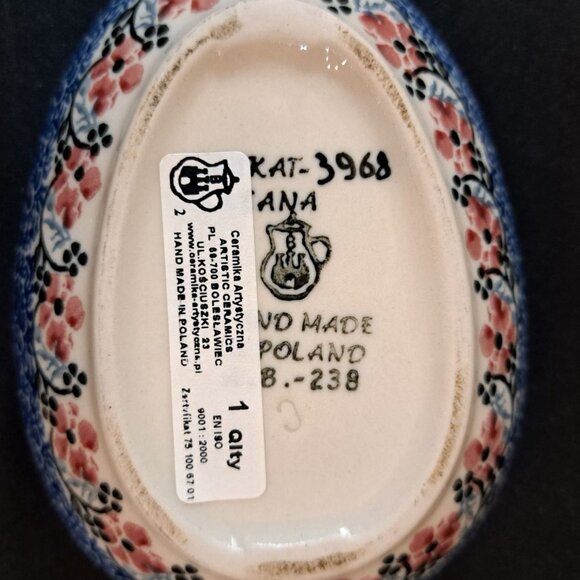 KAT-3968
ANA
ND MADE
POLAND
B.-238
Ceramika Artystyczna
ARTISTIC CERAMICS
PL 59-700 BOLESŁAWIEC
UL.KOŚCIUSZKI 23
www.ceramika-artystyczna.pl
HAND MADE IN POLAND
2
1 Qlty
EN ISO
9001 : 2000
Zertifikat 75 100 67 01